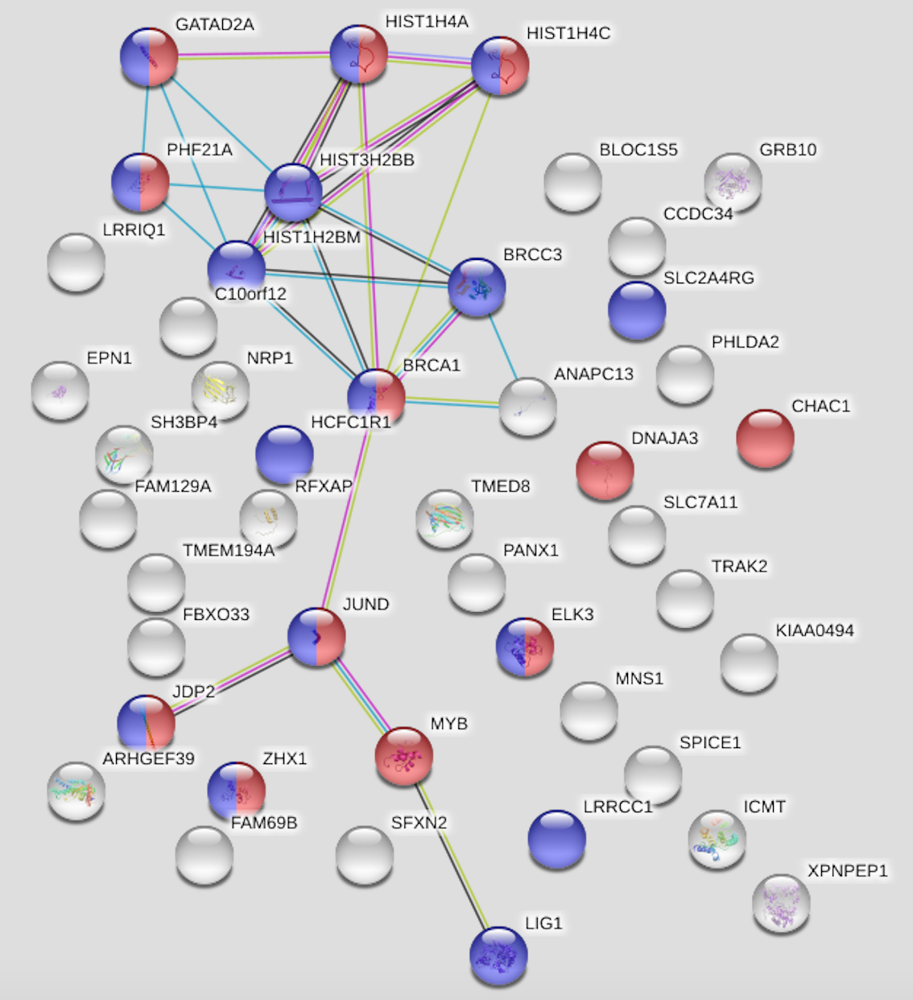 GATAD2A
HIST1H4A
HIST1H4C
PHF21A
HIST3H2BB
BLOC1S5
GRB10
LRRIQ1
HIST1H2BM
CCDC34
BRCC3
SLC2A4RG
C10orf12
PHLDA2
EPN1
NRP1
BRCA1
ANAPC13
CHAC1
SH3BP4
HCFC1R1
DNAJA3
FAM129A
RFXAP
TMED8
SLC7A11
TMEM194A
PANX1
TRAK2
FBXO33
JUND
ELK3
KIAA0494
JDP2
MNS1
MYB
SPICE1
ARHGEF39
ZHX1
FAM69B
SFXN2
LRRCC1
ICMT
XPNPEP1
LIG1